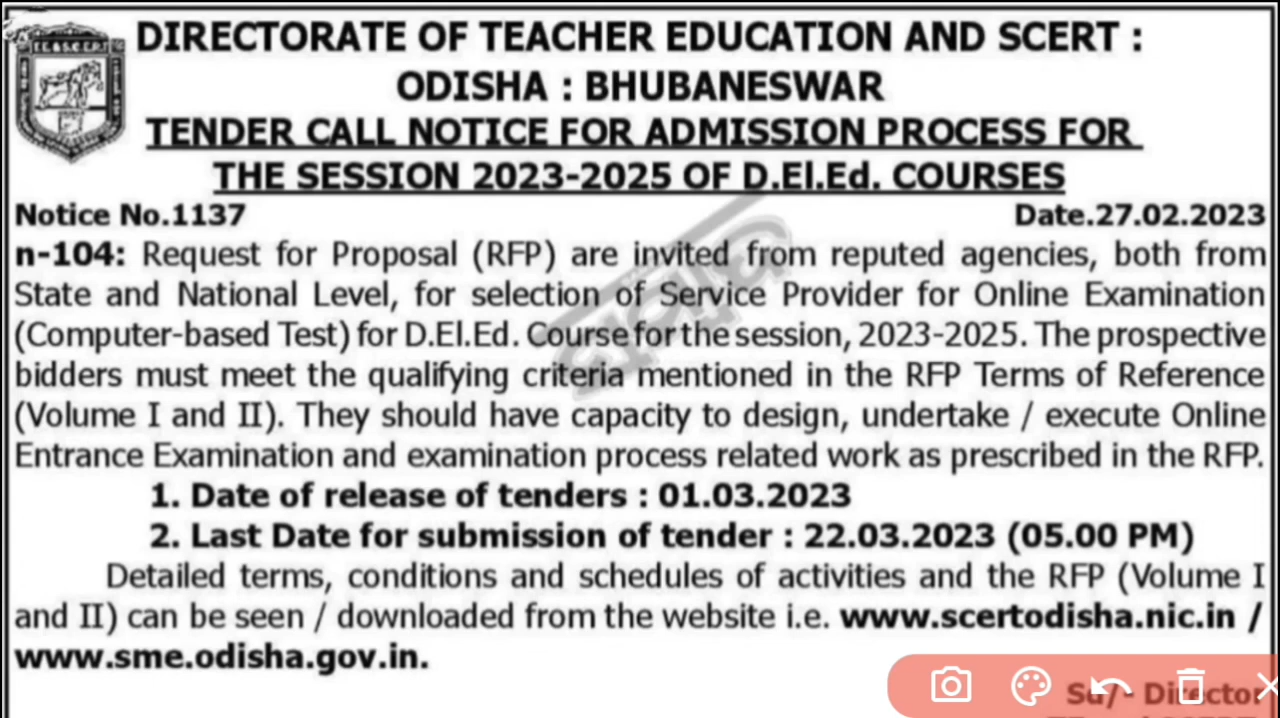 DIRECTORATE OF TEACHER EDUCATION AND SCERT :
ODISHA : BHUBANESWAR
TENDER CALL NOTICE FOR ADMISSION PROCESS FOR
THE SESSION 2023-2025 OF D.El.Ed. COURSES
Notice No.1137 Date.27.02.2023
n-104: Request for Proposal (RFP) are invited from reputed agencies, both from
State and National Level, for selection of Service Provider for Online Examination
(Computer-based Test) for D.El.Ed. Course for the session, 2023-2025. The prospective
bidders must meet the qualifying criteria mentioned in the RFP Terms of Reference
(Volume I and II). They should have capacity to design, undertake / execute Online
Entrance Examination and examination process related work as prescribed in the RFP.
1. Date of release of tenders : 01.03.2023
2. Last Date for submission of tender : 22.03.2023 (05.00 PM)
Detailed terms, conditions and schedules of activities and the RFP (Volume I
and II) can be seen / downloaded from the website i.e. www.scertodisha.nic.in /
www.sme.odisha.gov.in.
Sd/- Director